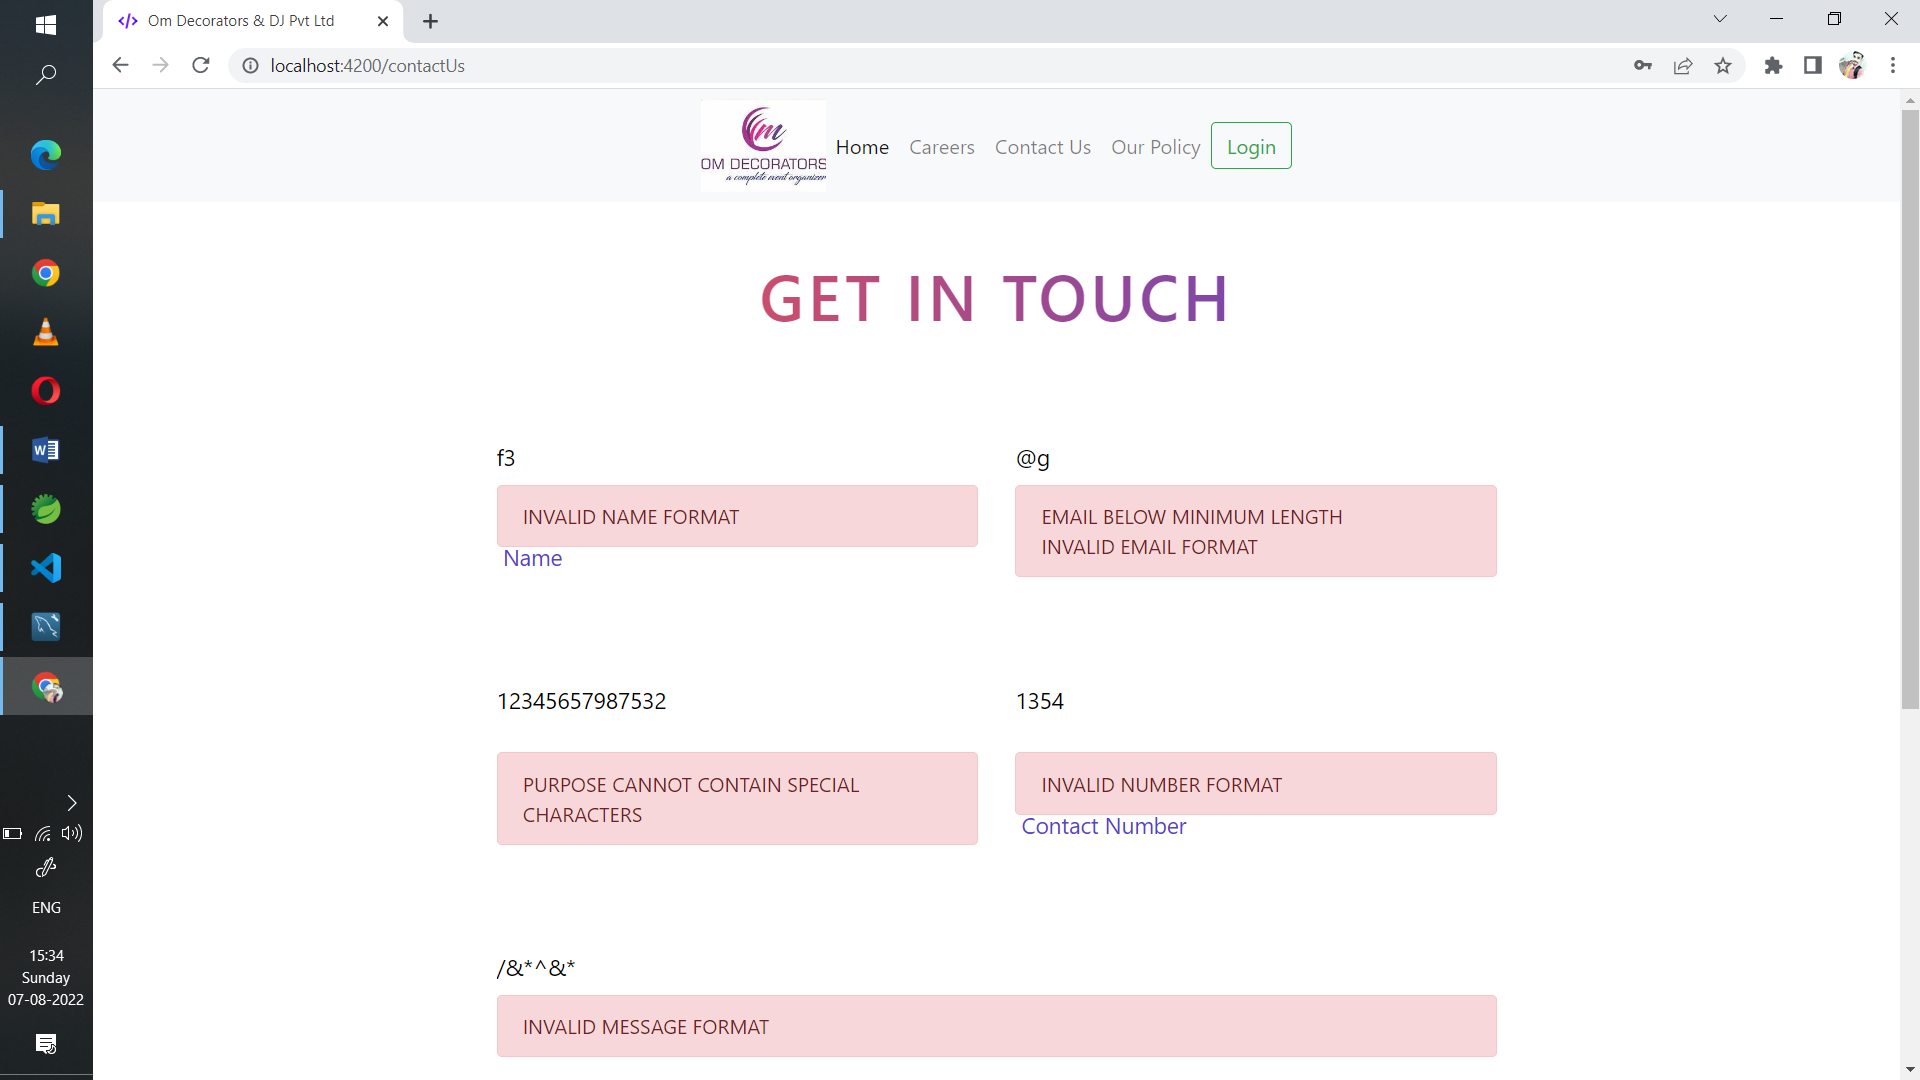 Om Decorators & DJ Pvt Ltd
localhost:4200/contactUs
OM DECORATORS
a complete event organizer
Home Careers Contact Us Our Policy Login
GET IN TOUCH
f3
INVALID NAME FORMAT
Name
@g
EMAIL BELOW MINIMUM LENGTH
INVALID EMAIL FORMAT
12345657987532
PURPOSE CANNOT CONTAIN SPECIAL
CHARACTERS
1354
INVALID NUMBER FORMAT
Contact Number
/&*^&*
INVALID MESSAGE FORMAT
ENG
15:34
Sunday
07-08-2022